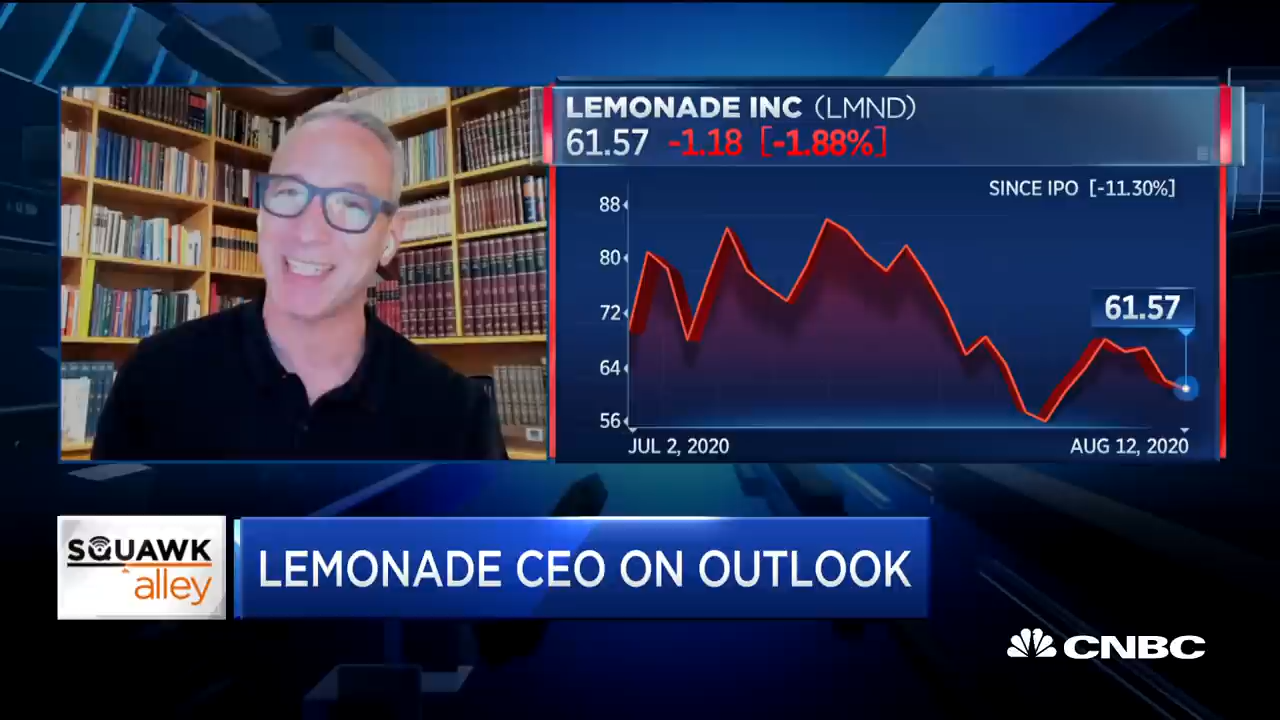 LEMONADE INC (LMND)
61.57 -1.18 [-1.88%]
SINCE IPO [-11.30%]
88
80
72
64
56
61.57
JUL 2, 2020
AUG 12, 2020
SQUAWK
alley
LEMONADE CEO ON OUTLOOK
CNBC